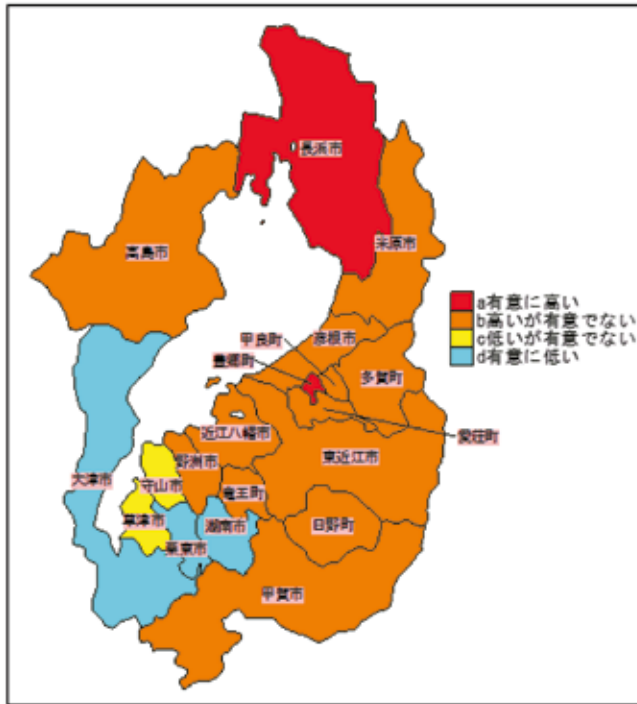 長浜市
米原市
高島市
a有意に高い
b高いが有意でない
c低いが有意でない
d有意に低い
甲良町
彦根市
豊郷町
多賀町
近江八幡市
愛荘町
東近江市
野洲市
大津市
守山市
竜王町
草津市
湖南市
日野町
栗東市
甲賀市